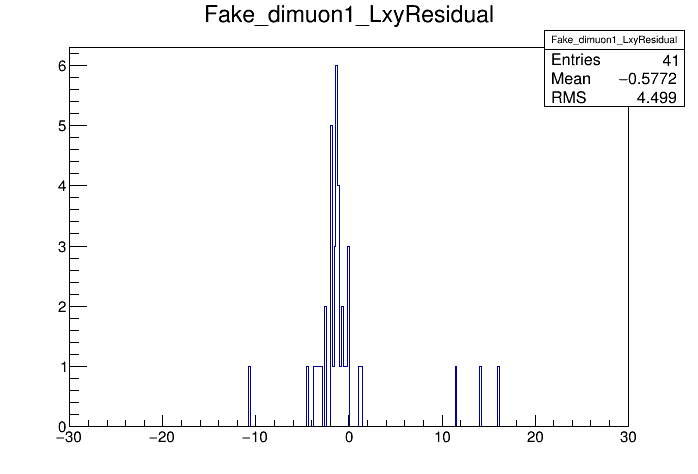 Fake_dimuon1_LxyResidual
Fake_dimuon1_LxyResidual
Entries 41
Mean −0.5772
RMS 4.499
6
5
4
3
2
1
0
−30 −20 −10 0 10 20 30